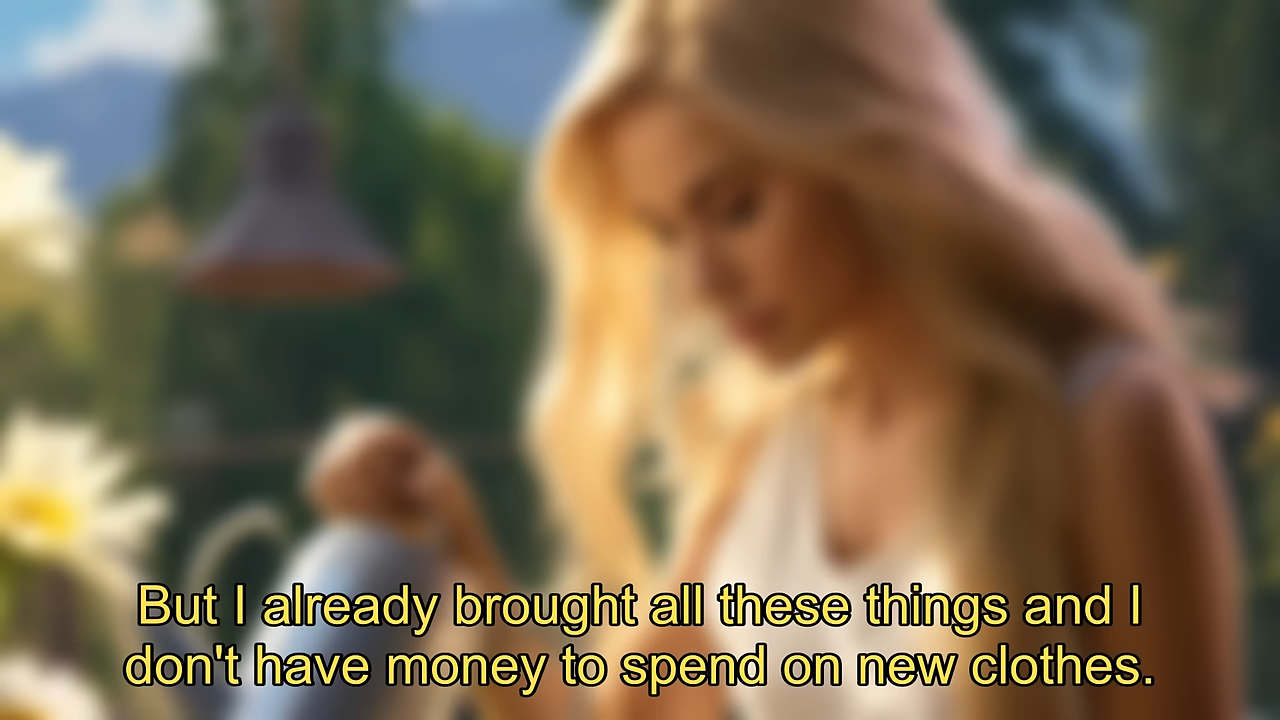 But I already brought all these things and I
don't have money to spend on new clothes.